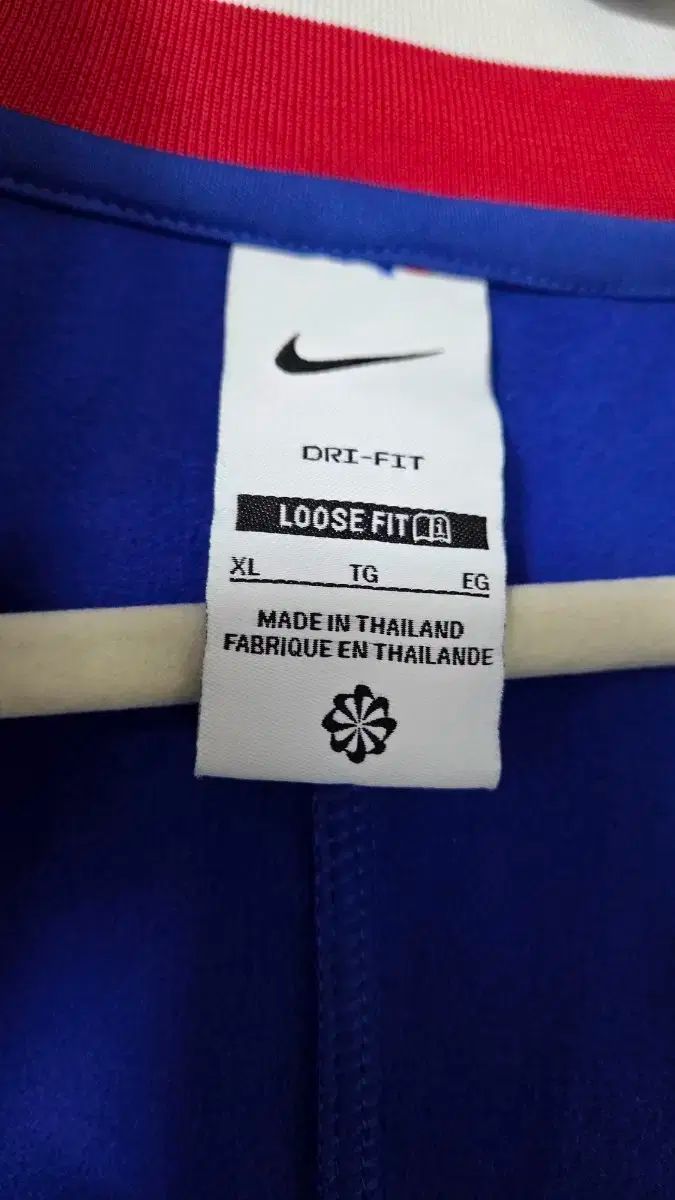 DRI-FIT
LOOSE FIT
XL TG EG
MADE IN THAILAND
FABRIQUE EN THAILANDE